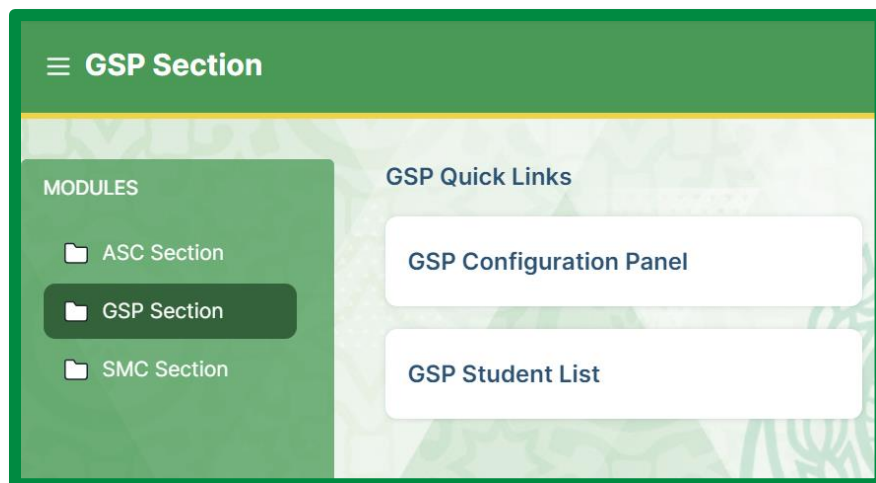 GSP Section
MODULES
ASC Section
GSP Section
SMC Section
GSP Quick Links
GSP Configuration Panel
GSP Student List